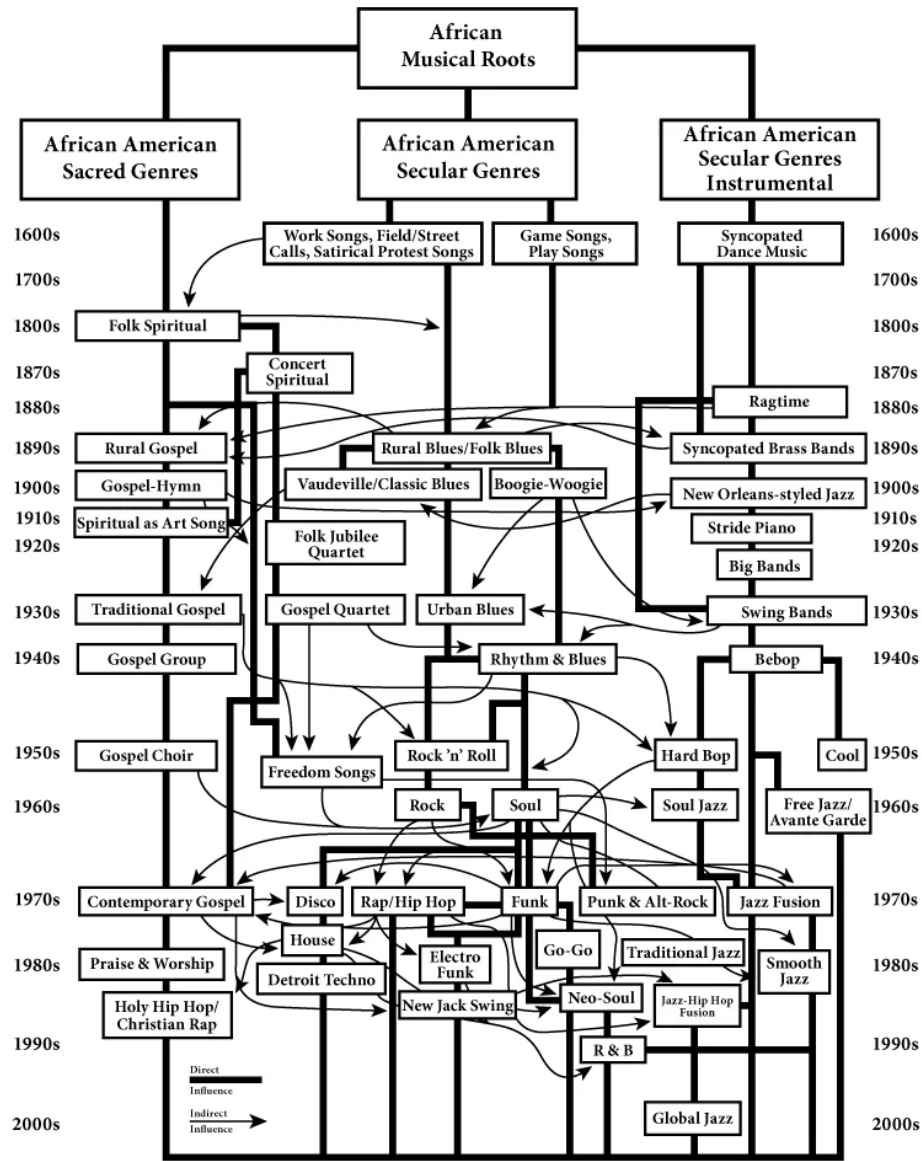 African
Musical Roots
African American
Sacred Genres
African American
Secular Genres
African American
Secular Genres
Instrumental
1600s
Work Songs, Field/Street
Calls, Satirical Protest Songs
Game Songs,
Play Songs
Syncopated
Dance Music
1600s
1700s
1700s
1800s
Folk Spiritual
1800s
1870s
Concert
Spiritual
1870s
1880s
Ragtime
1880s
1890s
Rural Gospel
Rural Blues/Folk Blues
Syncopated Brass Bands
1890s
1900s
Gospel-Hymn
Vaudeville/Classic Blues
Boogie-Woogie
New Orleans-styled Jazz
1900s
1910s
Spiritual as Art Song
Stride Piano
1910s
1920s
Folk Jubilee
Quartet
Big Bands
1920s
1930s
Traditional Gospel
Gospel Quartet
Urban Blues
Swing Bands
1930s
1940s
Gospel Group
Rhythm & Blues
Bebop
1940s
1950s
Gospel Choir
Freedom Songs
Rock 'n' Roll
Hard Bop
Cool
1950s
1960s
Rock
Soul
Soul Jazz
Free Jazz/
Avante Garde
1960s
1970s
Contemporary Gospel
Disco
Rap/Hip Hop
Funk
Punk & Alt-Rock
Jazz Fusion
1970s
House
Go-Go
Traditional Jazz
1980s
Praise & Worship
Detroit Techno
Electro
Funk
Smooth
Jazz
1980s
Holy Hip Hop/
Christian Rap
New Jack Swing
Neo-Soul
Jazz-Hip Hop
Fusion
1990s
R & B
1990s
Direct
Influence
Indirect
Influence
2000s
Global Jazz
2000s